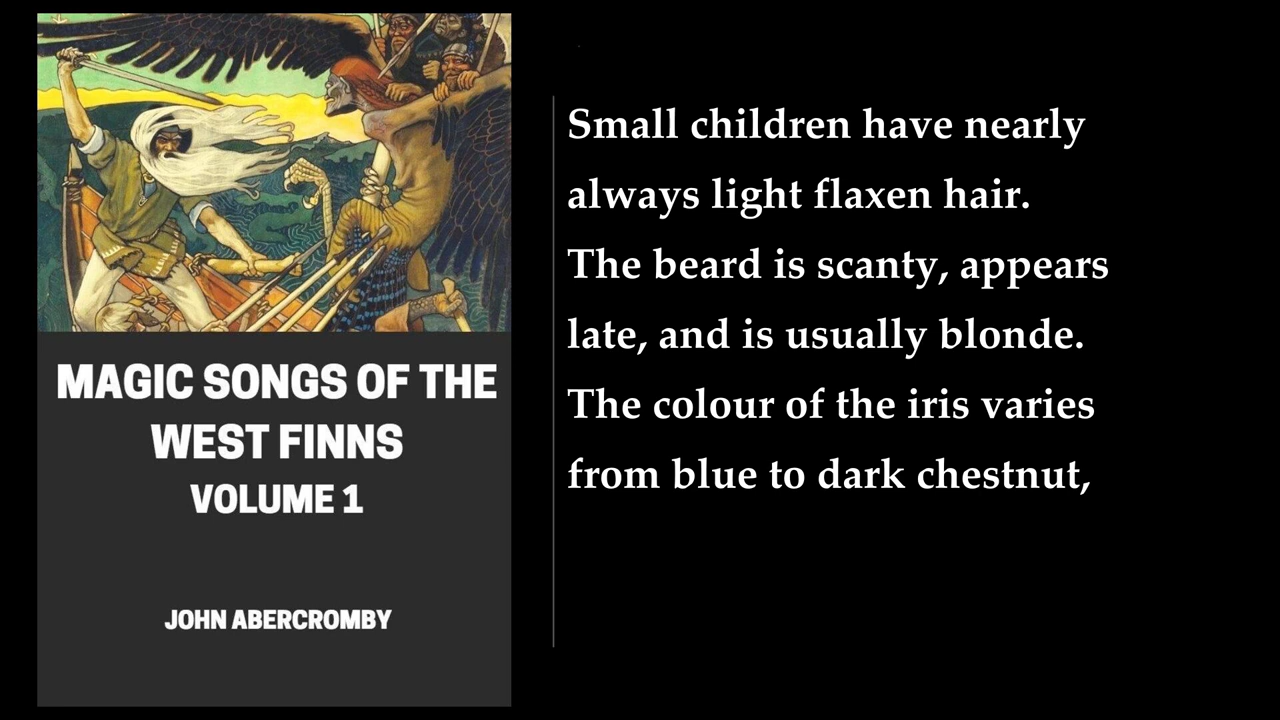 MAGIC SONGS OF THE
WEST FINNS
VOLUME 1
JOHN ABERCROMBY
Small children have nearly
always light flaxen hair.
The beard is scanty, appears
late, and is usually blonde.
The colour of the iris varies
from blue to dark chestnut,